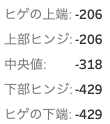 ヒゲの上端: -206
上部ヒンジ: -206
中央値: -318
下部ヒンジ: -429
ヒゲの下端: -429